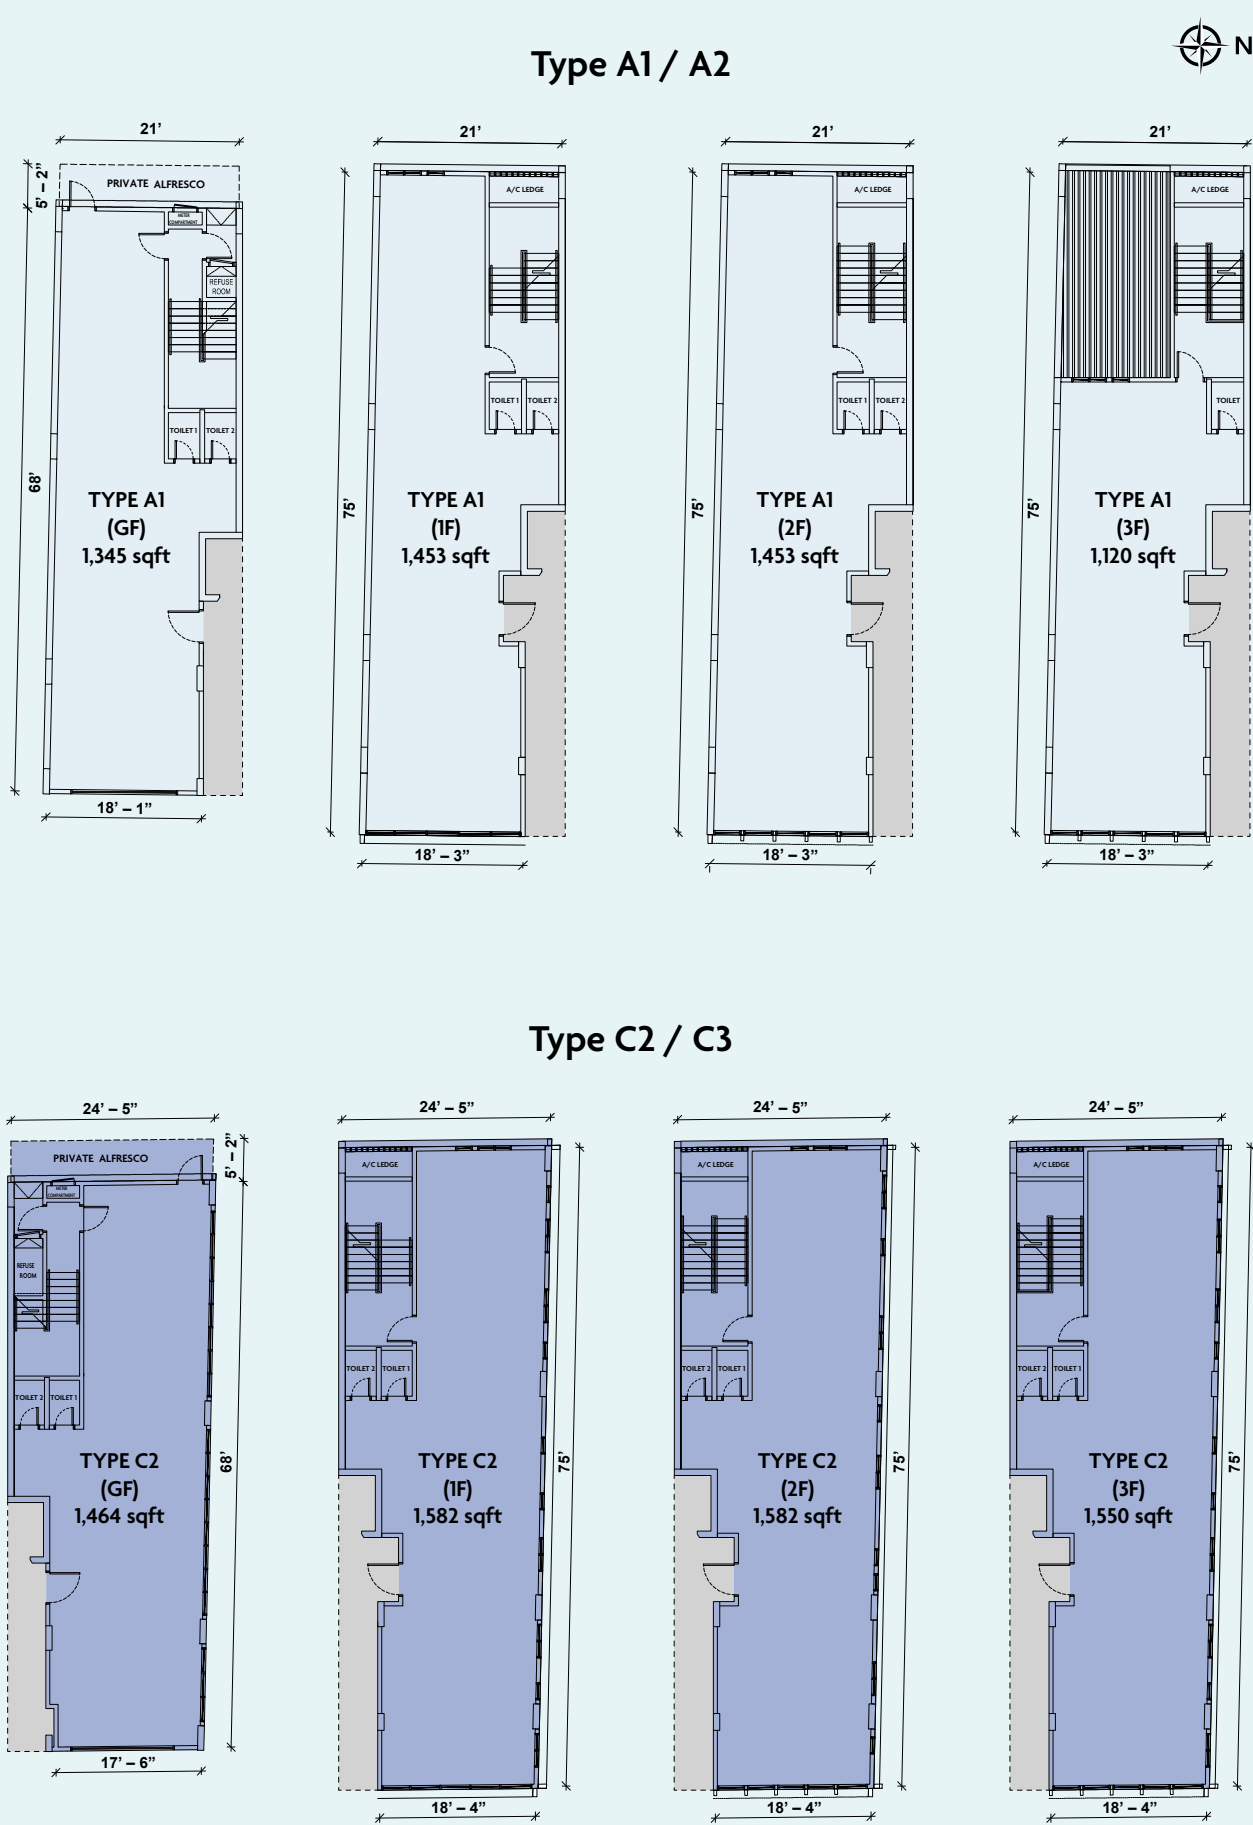 Type A1 / A2
N
21’
21’
21’
21’
5’ – 2”
PRIVATE ALFRESCO
METER
COMPARTMENT
REFUSE
ROOM
TOILET 1
TOILET 2
68’
TYPE A1
(GF)
1,345 sqft
18’ – 1”
A/C LEDGE
TOILET 1
TOILET 2
75’
TYPE A1
(1F)
1,453 sqft
18’ – 3”
A/C LEDGE
TOILET 1
TOILET 2
75’
TYPE A1
(2F)
1,453 sqft
18’ – 3”
A/C LEDGE
TOILET
75’
TYPE A1
(3F)
1,120 sqft
18’ – 3”
Type C2 / C3
24’ – 5”
24’ – 5”
24’ – 5”
24’ – 5”
PRIVATE ALFRESCO
5’ – 2”
METER
COMPARTMENT
REFUSE
ROOM
TOILET 2
TOILET 1
68’
TYPE C2
(GF)
1,464 sqft
17’ – 6”
A/C LEDGE
TOILET 2
TOILET 1
75’
TYPE C2
(1F)
1,582 sqft
18’ – 4”
A/C LEDGE
TOILET 2
TOILET 1
75’
TYPE C2
(2F)
1,582 sqft
18’ – 4”
A/C LEDGE
TOILET 2
TOILET 1
75’
TYPE C2
(3F)
1,550 sqft
18’ – 4”